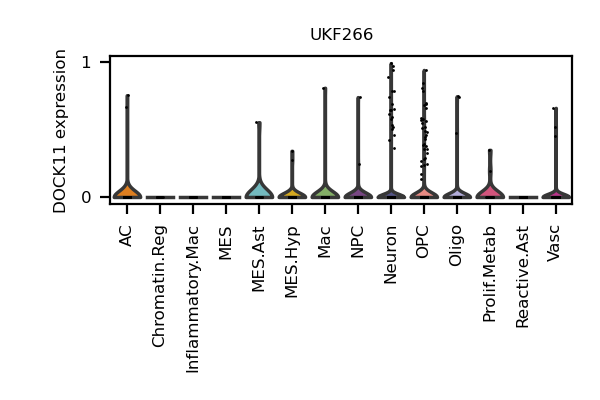 UKF266
DOCK11 expression
1
0
AC
Chromatin.Reg
Inflammatory.Mac
MES
MES.Ast
MES.Hyp
Mac
NPC
Neuron
OPC
Oligo
Prolif.Metab
Reactive.Ast
Vasc